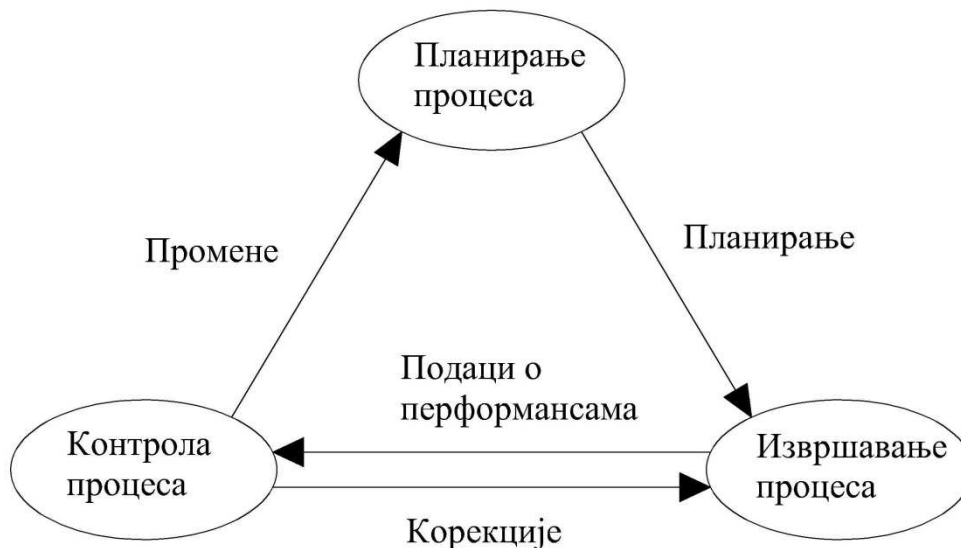 Планирање
процеса
Промене
Планирање
Подаци о
перформансама
Контрола
процеса
Извршавање
процеса
Корекције